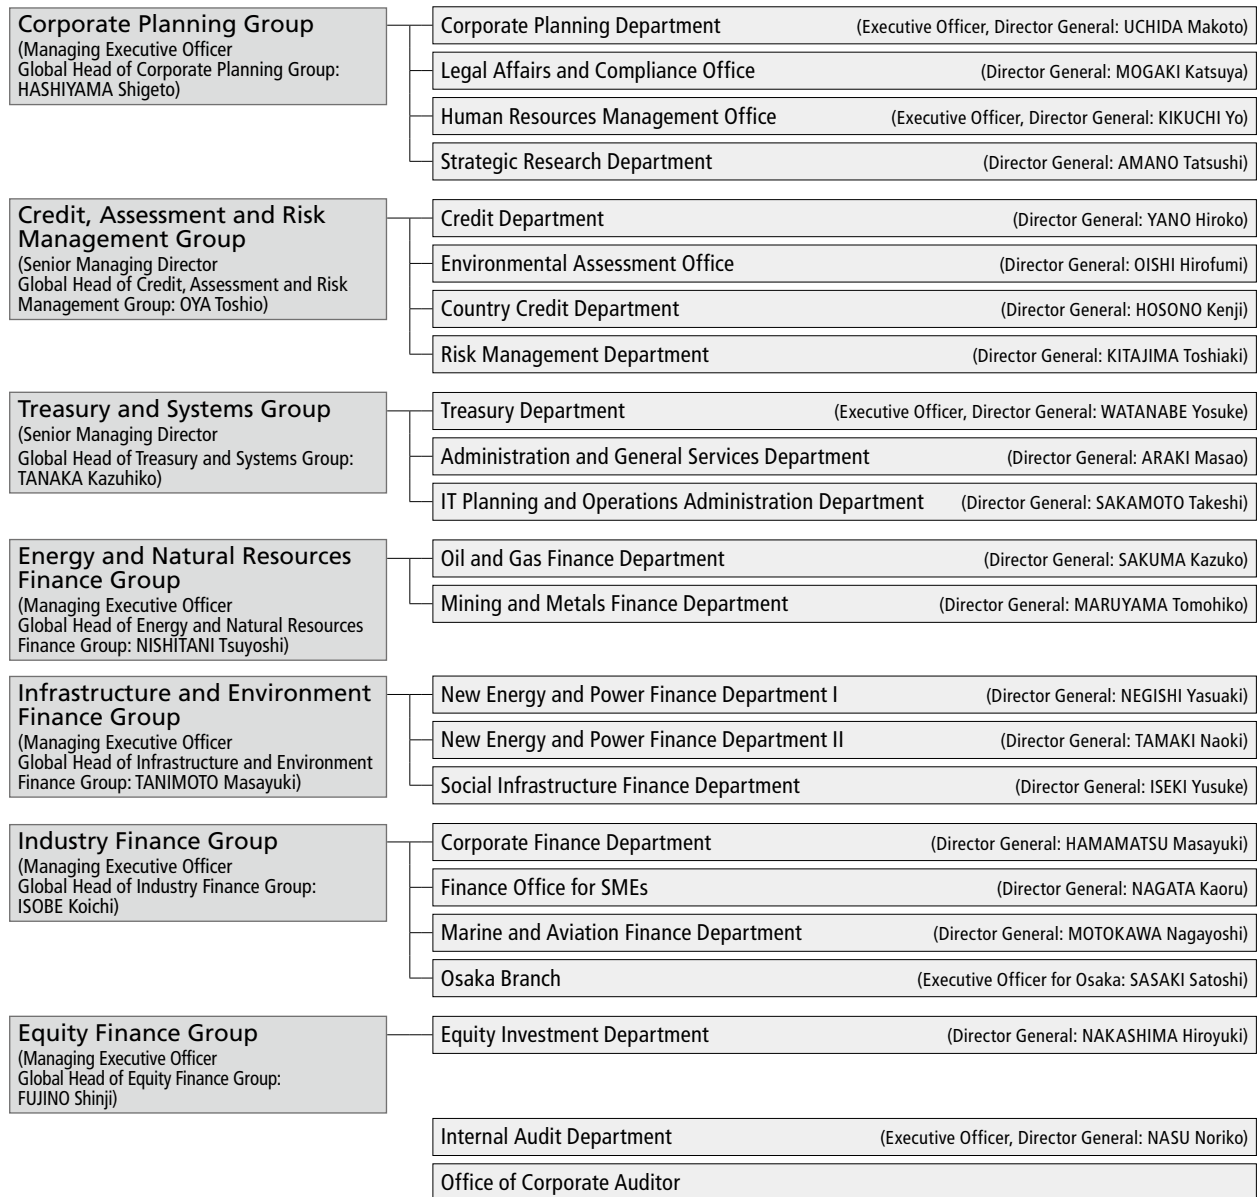 Corporate Planning Group
(Managing Executive Officer
Global Head of Corporate Planning Group:
HASHIYAMA Shigeto)
Corporate Planning Department (Executive Officer, Director General: UCHIDA Makoto)
Legal Affairs and Compliance Office (Director General: MOGAKI Katsuya)
Human Resources Management Office (Executive Officer, Director General: KIKUCHI Yo)
Strategic Research Department (Director General: AMANO Tatsushi)
Credit, Assessment and Risk
Management Group
(Senior Managing Director
Global Head of Credit, Assessment and Risk
Management Group: OYA Toshio)
Credit Department (Director General: YANO Hiroko)
Environmental Assessment Office (Director General: OISHI Hirofumi)
Country Credit Department (Director General: HOSONO Kenji)
Risk Management Department (Director General: KITAJIMA Toshiaki)
Treasury and Systems Group
(Senior Managing Director
Global Head of Treasury and Systems Group:
TANAKA Kazuhiko)
Treasury Department (Executive Officer, Director General: WATANABE Yosuke)
Administration and General Services Department (Director General: ARAKI Masao)
IT Planning and Operations Administration Department (Director General: SAKAMOTO Takeshi)
Energy and Natural Resources
Finance Group
(Managing Executive Officer
Global Head of Energy and Natural Resources
Finance Group: NISHITANI Tsuyoshi)
Oil and Gas Finance Department (Director General: SAKUMA Kazuko)
Mining and Metals Finance Department (Director General: MARUYAMA Tomohiko)
Infrastructure and Environment
Finance Group
(Managing Executive Officer
Global Head of Infrastructure and Environment
Finance Group: TANIMOTO Masayuki)
New Energy and Power Finance Department I (Director General: NEGISHI Yasuaki)
New Energy and Power Finance Department II (Director General: TAMAKI Naoki)
Social Infrastructure Finance Department (Director General: ISEKI Yusuke)
Industry Finance Group
(Managing Executive Officer
Global Head of Industry Finance Group:
ISOBE Koichi)
Corporate Finance Department (Director General: HAMAMATSU Masayuki)
Finance Office for SMEs (Director General: NAGATA Kaoru)
Marine and Aviation Finance Department (Director General: MOTOKAWA Nagayoshi)
Osaka Branch (Executive Officer for Osaka: SASAKI Satoshi)
Equity Finance Group
(Managing Executive Officer
Global Head of Equity Finance Group:
FUJINO Shinji)
Equity Investment Department (Director General: NAKASHIMA Hiroyuki)
Internal Audit Department (Executive Officer, Director General: NASU Noriko)
Office of Corporate Auditor